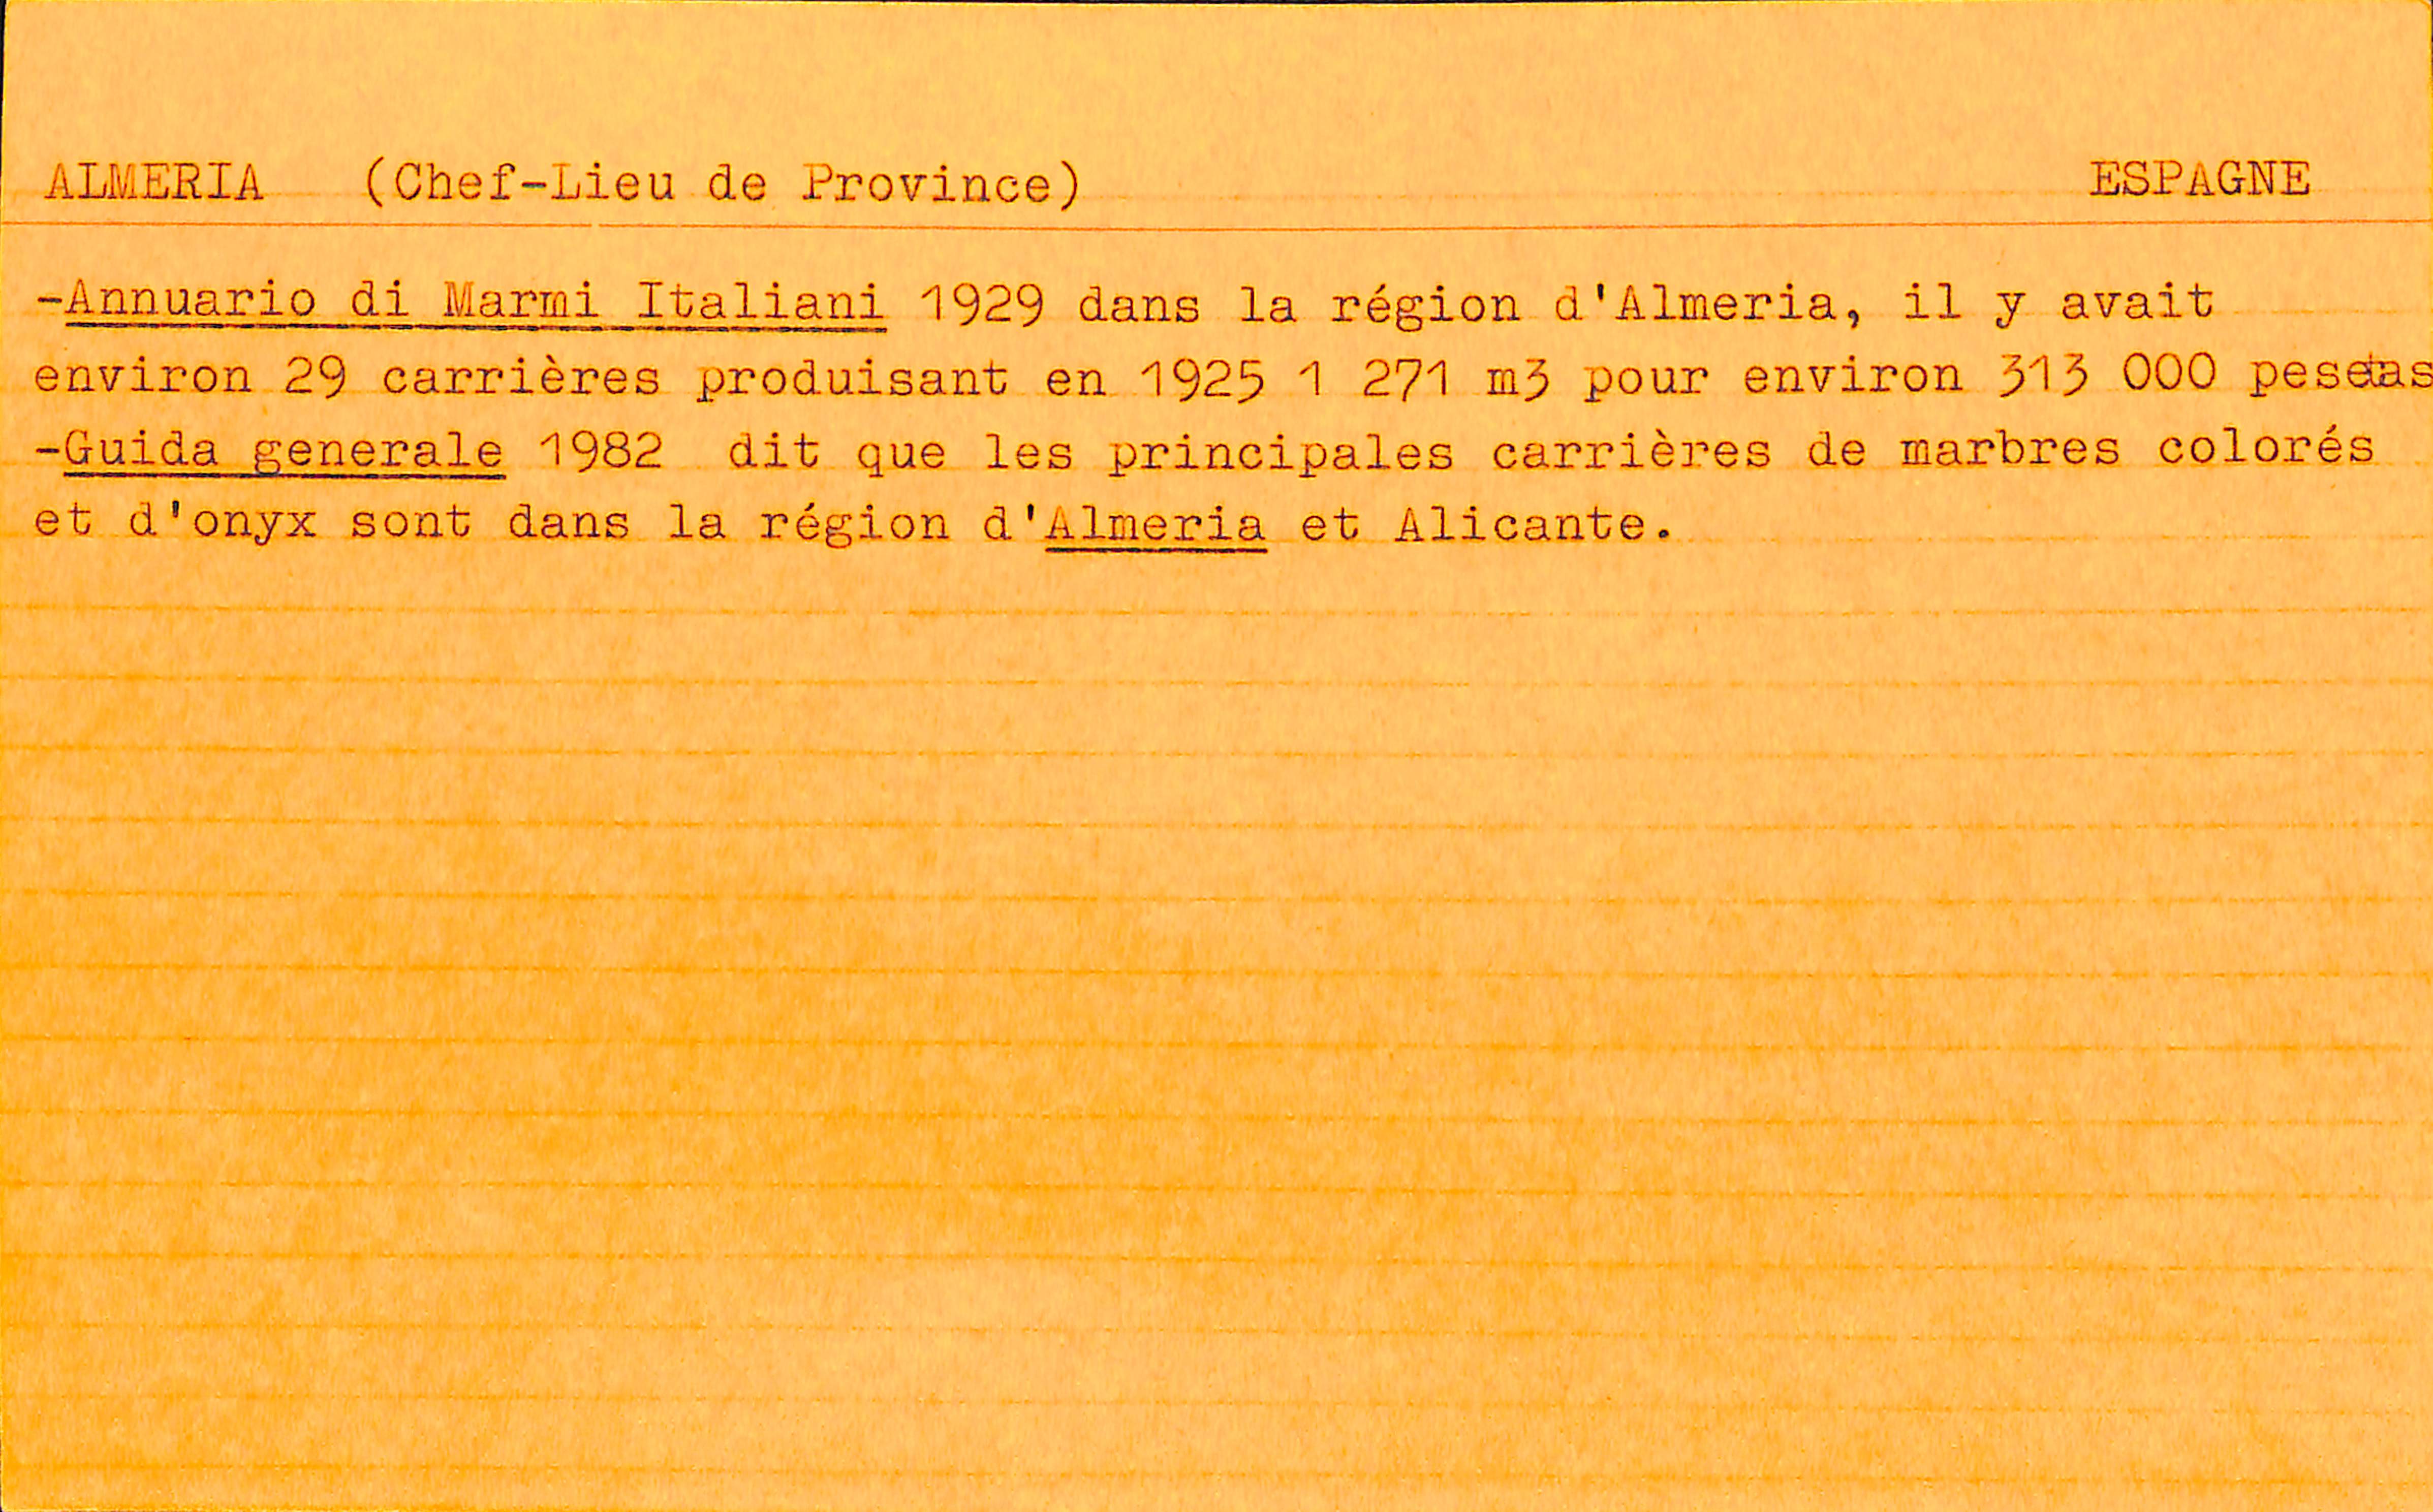 ALMERIA (Chef-Lieu de Province) ESPAGNE
-Annuario di Marmi Italiani 1929 dans la région d'Almeria, il y avait
environ 29 carrières produisant en 1925 1 271 m3 pour environ 313 000 pesetas
-Guida generale 1982 dit que les principales carrières de marbres colorés
et d'onyx sont dans la région d'Almeria et Alicante.